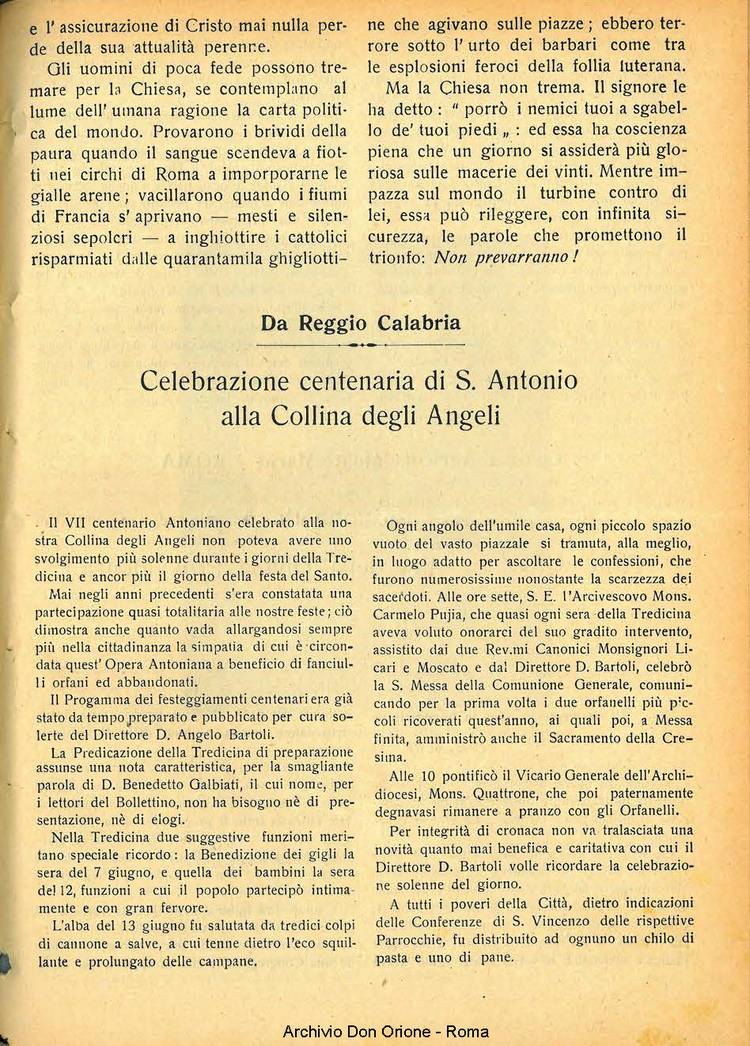 e l' assicurazione di Cristo mai nulla per-
de della sua attualità perenne.
Gli uomini di poca fede possono tre-
mare per la Chiesa, se contemplano al
lume dell' umana ragione la carta politi-
ca del mondo. Provarono i brividi della
paura quando il sangue scendeva a fiot-
ti nei circhi di Roma a imporporarne le
gialle arene ; vacillarono quando i fiumi
di Francia s' aprivano — mesti e silen-
ziosi sepolcri — a inghiottire i cattolici
risparmiati dalle quarantamila ghigliotti-
ne che agivano sulle piazze ; ebbero ter-
rore sotto l' urto dei barbari come tra
le esplosioni feroci della follia luterana.
Ma la Chiesa non trema. Il signore le
ha detto : " porrò i nemici tuoi a sgabel-
lo de' tuoi piedi „ : ed essa ha coscienza
piena che un giorno si assiderà più glo-
riosa sulle macerie dei vinti. Mentre im-
pazza sul mondo il turbine contro di
lei, essa può rileggere, con infinita si-
curezza, le parole che promettono il
trionfo: Non prevarranno !
Da Reggio Calabria
Celebrazione centenaria di S. Antonio
alla Collina degli Angeli
Il VII centenario Antoniano celebrato alla no-
stra Collina degli Angeli non poteva avere uno
svolgimento più solenne durante i giorni della Tre-
dicina e ancor più il giorno della festa del Santo.
Mai negli anni precedenti s'era constatata una
partecipazione quasi totalitaria alle nostre feste ; ciò
dimostra anche quanto vada allargandosi sempre
più nella cittadinanza la simpatia di cui è circon-
data quest' Opera Antoniana a beneficio di fanciul-
li orfani ed abbandonati.
Il Progamma dei festeggiamenti centenari era già
stato da tempo preparato e pubblicato per cura so-
lerte del Direttore D. Angelo Bartoli.
La Predicazione della Tredicina di preparazione
assunse una nota caratteristica, per la smagliante
parola di D. Benedetto Galbiati, il cui nome, per
i lettori del Bollettino, non ha bisogno nè di pre-
sentazione, nè di elogi.
Nella Tredicina due suggestive funzioni meri-
tano speciale ricordo : la Benedizione dei gigli la
sera del 7 giugno, e quella dei bambini la sera
del 12, funzioni a cui il popolo partecipò intima-
mente e con gran fervore.
L'alba del 13 giugno fu salutata da tredici colpi
di cannone a salve, a cui tenne dietro l'eco squil-
lante e prolungato delle campane.
Ogni angolo dell'umile casa, ogni piccolo spazio
vuoto del vasto piazzale si tramuta, alla meglio,
in luogo adatto per ascoltare le confessioni, che
furono numerosissime nonostante la scarzezza dei
sacerdoti. Alle ore sette, S. E. l'Arcivescovo Mons.
Carmelo Pujia, che quasi ogni sera della Tredicina
aveva voluto onorarci del suo gradito intervento,
assistito dai due Rev.mi Canonici Monsignori Li-
cari e Moscato e dal Direttore D. Bartoli, celebrò
la S. Messa della Comunione Generale, comuni-
cando per la prima volta i due orfanelli più pic-
coli ricoverati quest'anno, ai quali poi, a Messa
finita, amministrò anche il Sacramento della Cre-
sima.
Alle 10 pontificò il Vicario Generale dell'Archi-
diocesi, Mons. Quattrone, che poi paternamente
degnavasi rimanere a pranzo con gli Orfanelli.
Per integrità di cronaca non va tralasciata una
novità quanto mai benefica e caritativa con cui il
Direttore D. Bartoli volle ricordare la celebrazio-
ne solenne del giorno.
A tutti i poveri della Città, dietro indicazioni
delle Conferenze di S. Vincenzo delle rispettive
Parrocchie, fu distribuito ad ognuno un chilo di
pasta e uno di pane.
Archivio Don Orione - Roma